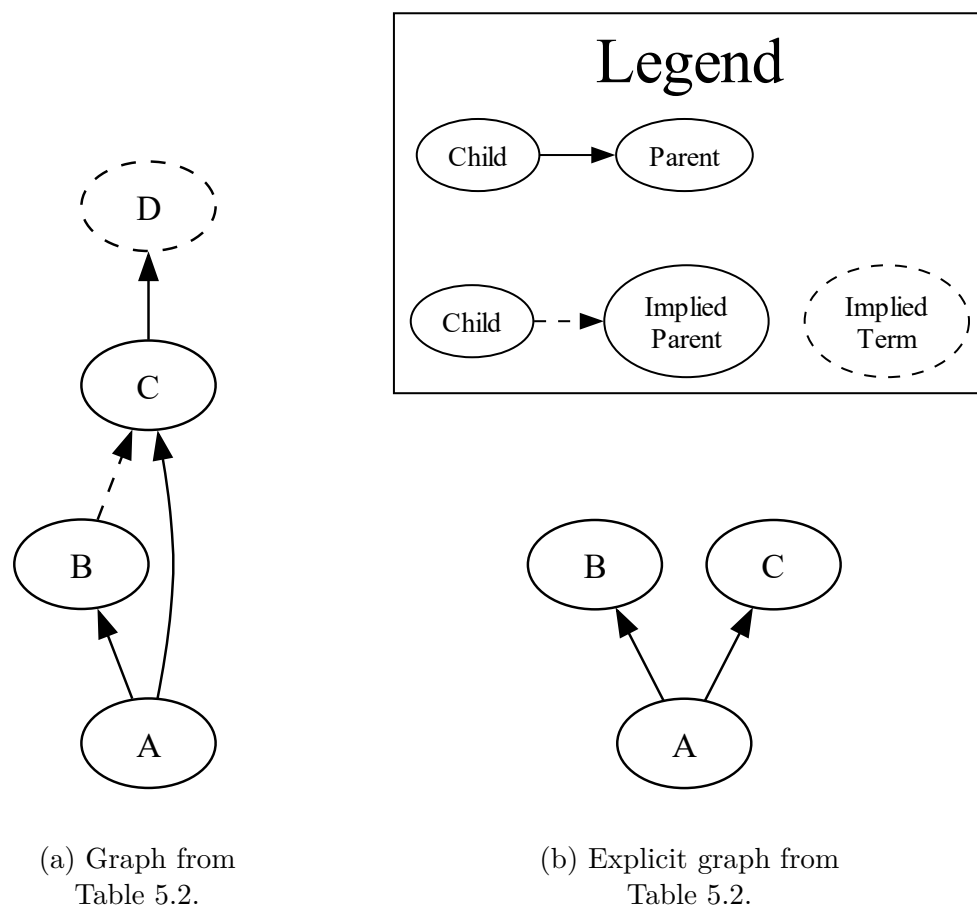 Legend
Child
Parent
Child
Implied
Parent
Implied
Term
D
C
B
A
B
C
A
(a) Graph from
Table 5.2.
(b) Explicit graph from
Table 5.2.